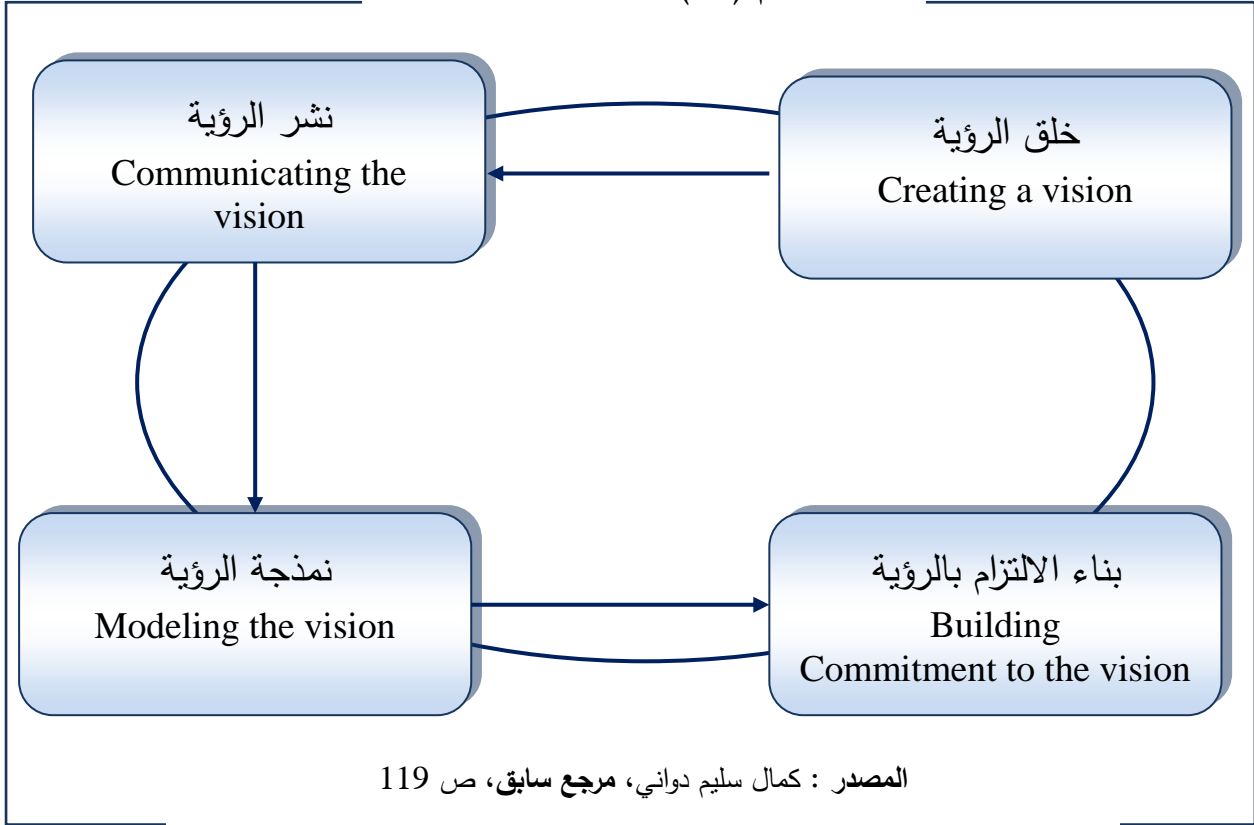 خلق الرؤية
Creating a vision
نشر الرؤية
Communicating the
vision
نمذجة الرؤية
Modeling the vision
بناء الالتزام بالرؤية
Building
Commitment to the vision
المصدر : كمال سليم دواني، مرجع سابق، ص 119